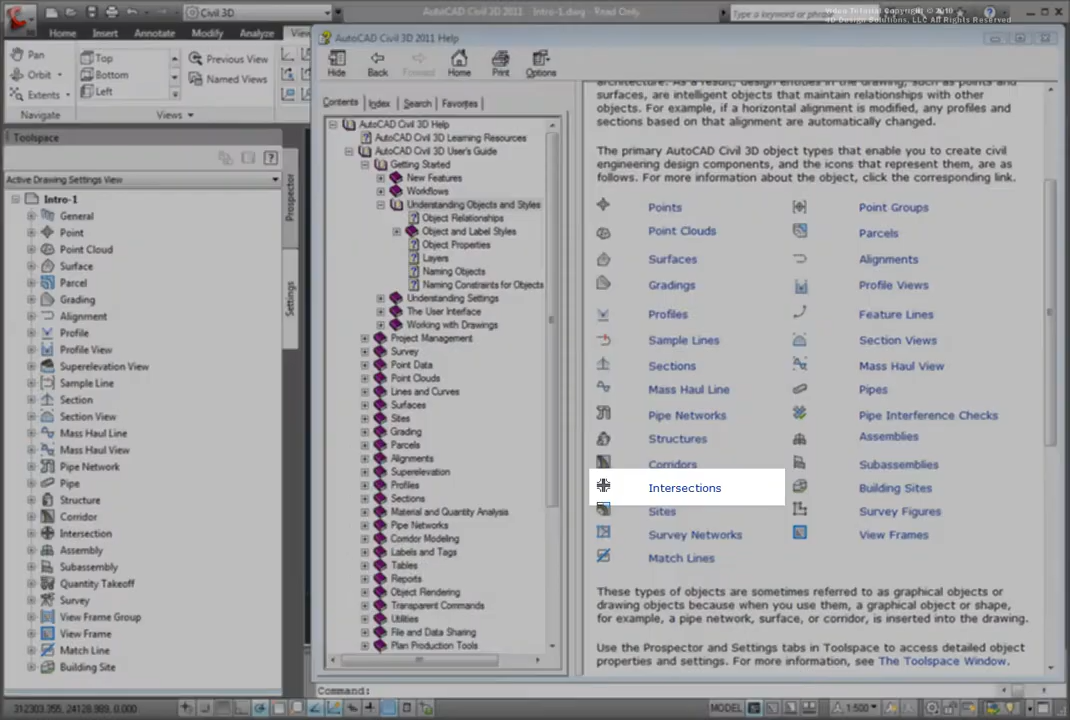 Civil 3D
AutoCAD Civil 3D 2011 - Intro-1.dwg - Read Only
Type a keyword or phrase
Video Tutorial Copyright © 2010
3D Design Solutions, LLC All Rights Reserved
Home
Insert
Annotate
Modify
Analyze
View
Pan
Orbit
Extents
Navigate
Top
Bottom
Left
Previous View
Named Views
Views
AutoCAD Civil 3D 2011 Help
Hide
Back
Forward
Home
Print
Options
Contents
Index
Search
Favorites
Toolspace
Active Drawing Settings View
Prospector
Settings
Intro-1
General
Point
Point Cloud
Surface
Parcel
Grading
Alignment
Profile
Profile View
Superelevation View
Sample Line
Section
Section View
Mass Haul Line
Mass Haul View
Pipe Network
Pipe
Structure
Corridor
Intersection
Assembly
Subassembly
Quantity Takeoff
Survey
View Frame Group
View Frame
Match Line
Building Site
AutoCAD Civil 3D Help
AutoCAD Civil 3D Learning Resources
AutoCAD Civil 3D User's Guide
Getting Started
New Features
Workflows
Understanding Objects and Styles
Object Relationships
Object and Label Styles
Object Properties
Layers
Naming Objects
Naming Constraints for Objects
Understanding Settings
The User Interface
Working with Drawings
Project Management
Survey
Point Data
Point Clouds
Lines and Curves
Surfaces
Sites
Grading
Parcels
Alignments
Superelevation
Profiles
Sections
Material and Quantity Analysis
Pipe Networks
Corridor Modeling
Labels and Tags
Tables
Reports
Object Rendering
Transparent Commands
Utilities
File and Data Sharing
Plan Production Tools
architecture. As a result, design entities in the drawing, such as points and
surfaces, are intelligent objects that maintain relationships with other
objects. For example, if a horizontal alignment is modified, any profiles and
sections based on that alignment are automatically changed.
The primary AutoCAD Civil 3D object types that enable you to create civil
engineering design components, and the icons that represent them, are as
follows. For more information about the object, click the corresponding link.
Points
Point Groups
Point Clouds
Parcels
Surfaces
Alignments
Gradings
Profile Views
Profiles
Feature Lines
Sample Lines
Section Views
Sections
Mass Haul View
Mass Haul Line
Pipes
Pipe Networks
Pipe Interference Checks
Structures
Assemblies
Corridors
Subassemblies
Intersections
Building Sites
Sites
Survey Figures
Survey Networks
View Frames
Match Lines
These types of objects are sometimes referred to as graphical objects or
drawing objects because when you use them, a graphical object or shape,
for example, a pipe network, surface, or corridor, is inserted into the drawing.
Use the Prospector and Settings tabs in Toolspace to access detailed object
properties and settings. For more information, see The Toolspace Window.
Command:
312303.355, 24128.989, 0.000
MODEL
1:500